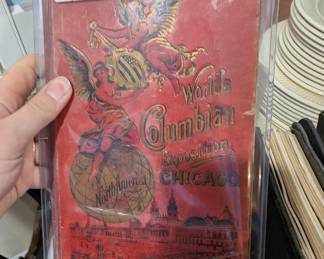 World's
Columbian
Exposition
CHICAGO
North America